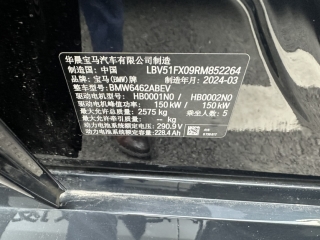 华晨宝马汽车有限公司制造
制造国：中国 LBV51FX09RM852264
品牌：宝马(BMW)牌 制造年月：2024-03
整车型号：BMW6462ABEV
驱动电机型号： HB0001N0 / HB0002N0
驱动电机峰值功率： 150 kW / 150 kW
最大允许总质量： 2575 kg 乘坐人数：5
最大允许牵引质量： -- kg
动力电池系统额定电压：290.9 V
动力电池系统额定容量：228.4 Ah